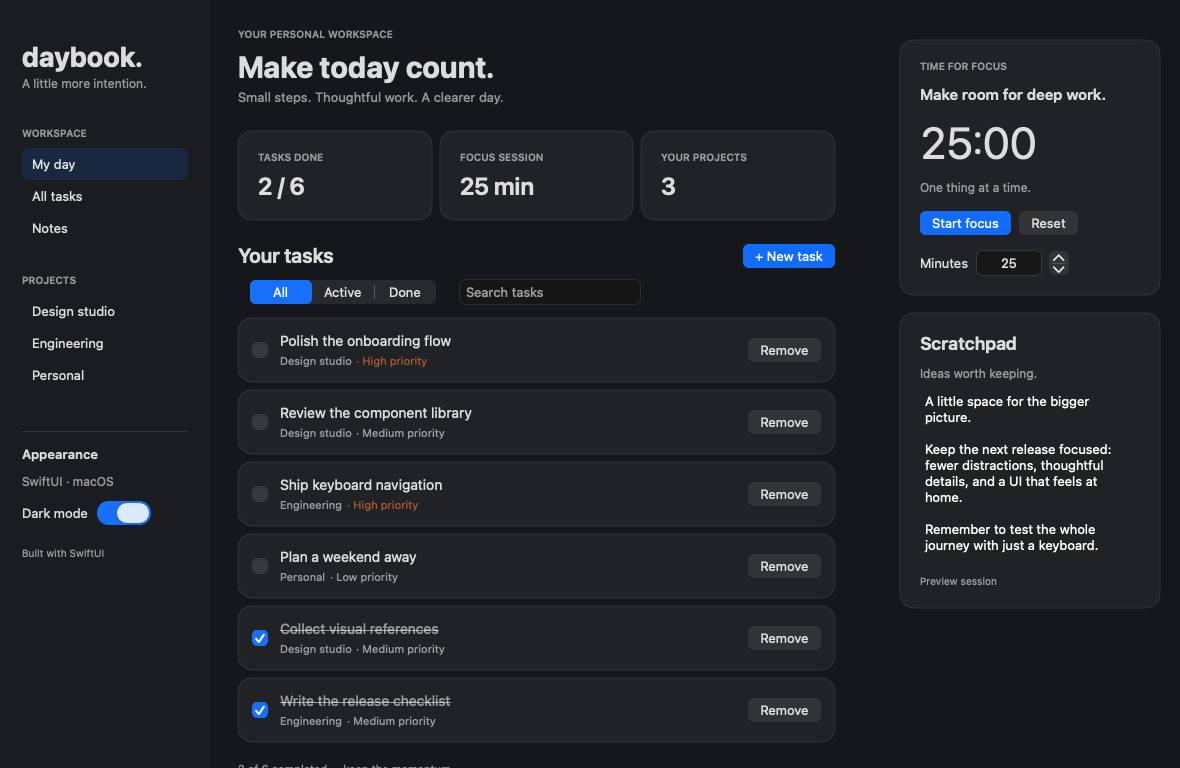 daybook.
A little more intention.
WORKSPACE
My day
All tasks
Notes
PROJECTS
Design studio
Engineering
Personal
Appearance
SwiftUI · macOS
Dark mode
Built with SwiftUI
YOUR PERSONAL WORKSPACE
Make today count.
Small steps. Thoughtful work. A clearer day.
TASKS DONE
2 / 6
FOCUS SESSION
25 min
YOUR PROJECTS
3
Your tasks
+ New task
All
Active
Done
Search tasks
Polish the onboarding flow
Design studio · High priority
Remove
Review the component library
Design studio · Medium priority
Remove
Ship keyboard navigation
Engineering · High priority
Remove
Plan a weekend away
Personal · Low priority
Remove
Collect visual references
Design studio · Medium priority
Remove
Write the release checklist
Engineering · Medium priority
Remove
2 of 6 completed — keep the momentum
TIME FOR FOCUS
Make room for deep work.
25:00
One thing at a time.
Start focus
Reset
Minutes
25
Scratchpad
Ideas worth keeping.
A little space for the bigger
picture.
Keep the next release focused:
fewer distractions, thoughtful
details, and a UI that feels at
home.
Remember to test the whole
journey with just a keyboard.
Preview session